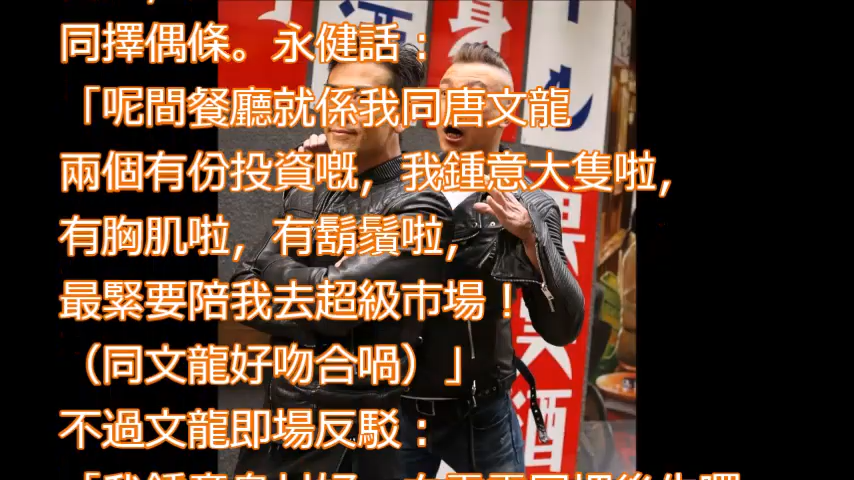 同擇偶條。永健話：
「呢間餐廳就係我同唐文龍
兩個有份投資嘅，我鍾意大隻啦，
有胸肌啦，有鬍鬚啦，
最緊要陪我去超級市場！
（同文龍好吻合喎）」
不過文龍即場反駁：
酒
身
酒